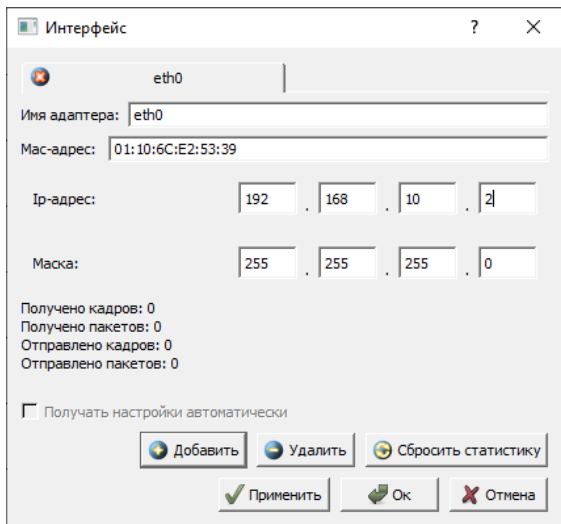 Интерфейс ?
eth0
Имя адаптера: eth0
Mac-адрес: 01:10:6C:E2:53:39
Ip-адрес: 192 . 168 . 10 . 2
Маска: 255 . 255 . 255 . 0
Получено кадров: 0
Получено пакетов: 0
Отправлено кадров: 0
Отправлено пакетов: 0
Получать настройки автоматически
Добавить Удалить Сбросить статистику
Применить Ок Отмена